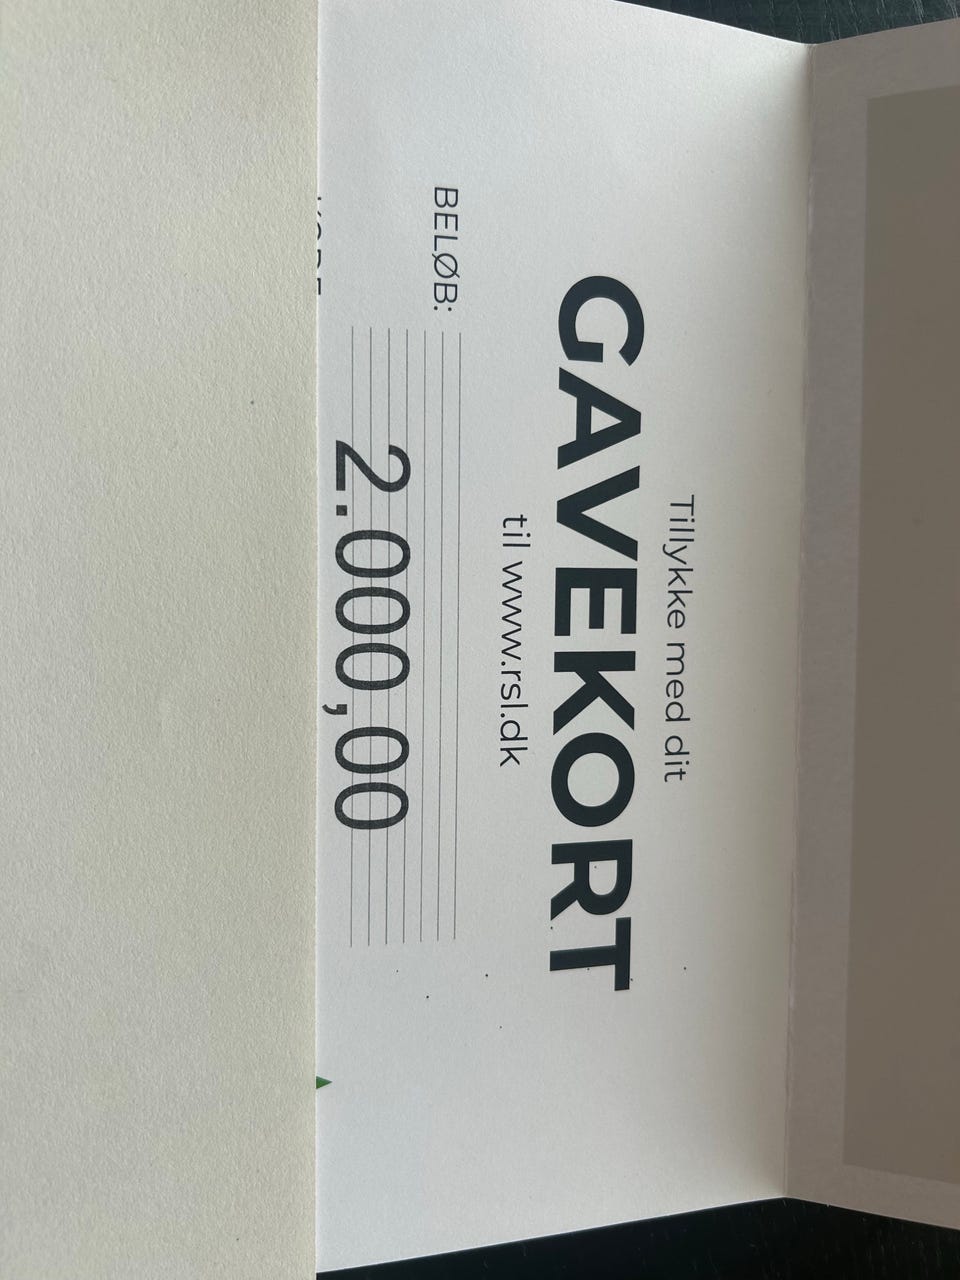 Tillykke med dit
GAVEKORT
til www.rsl.dk
BELØB:
2.000,00